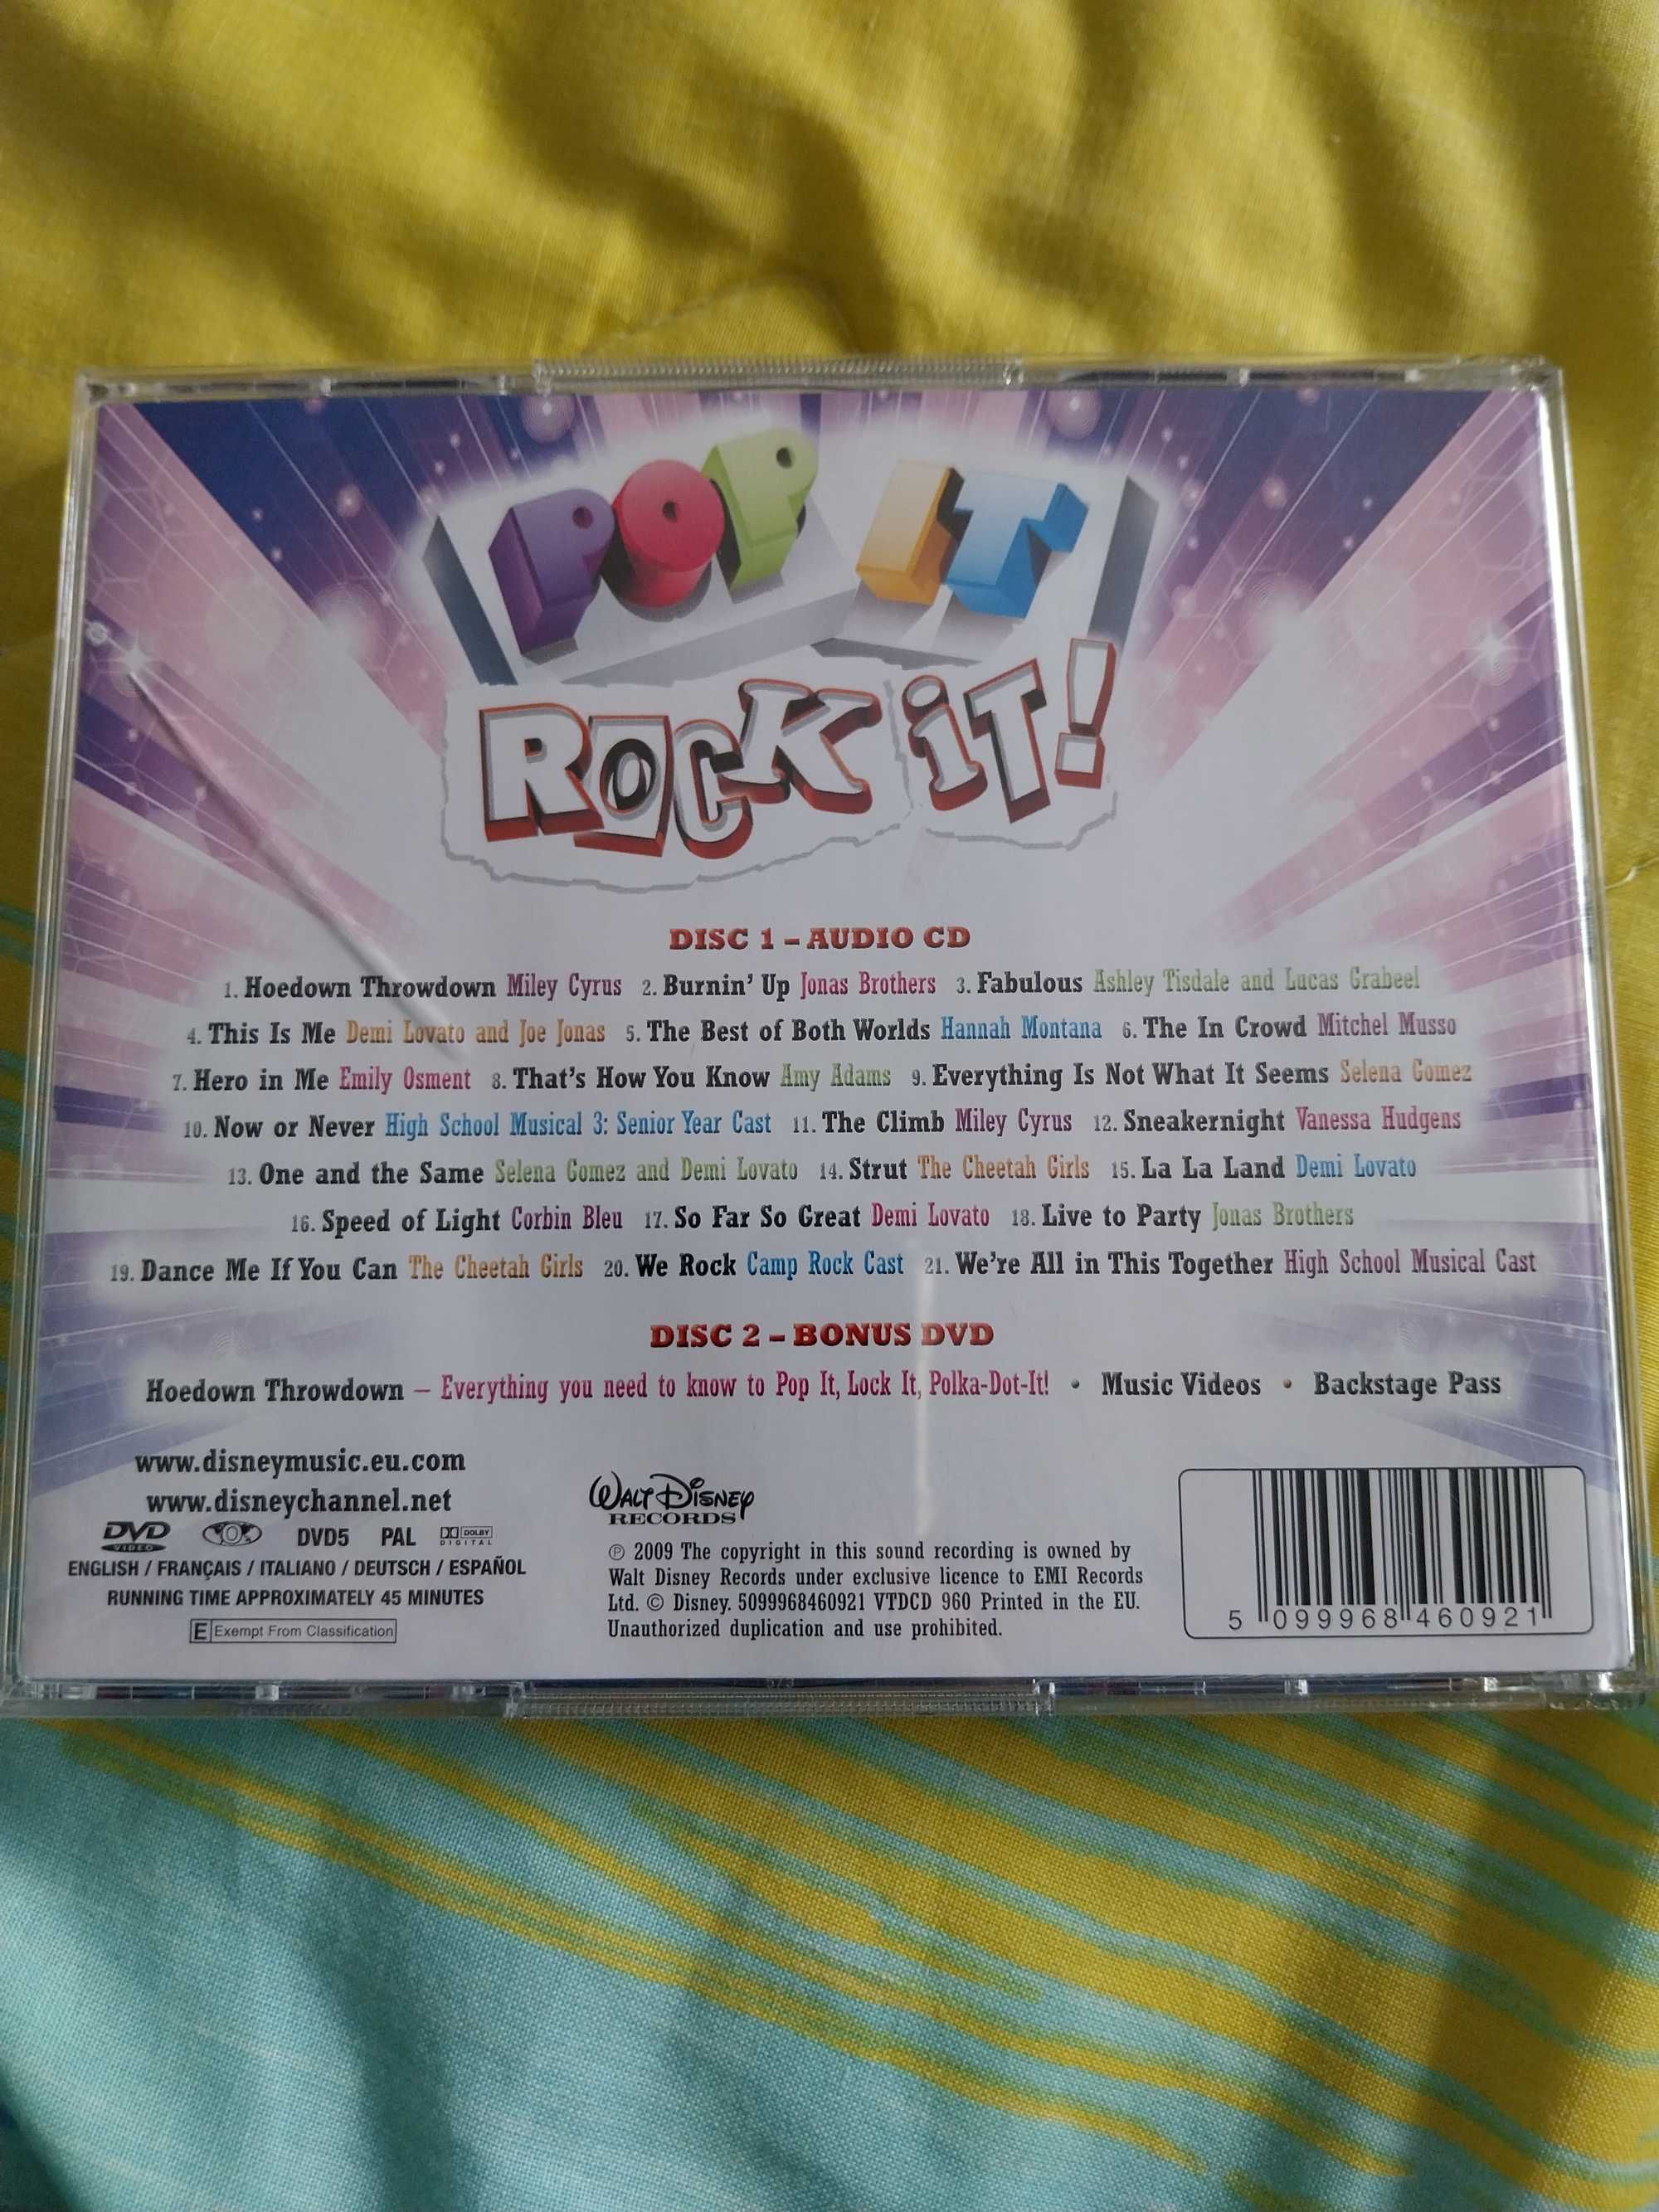 POP IT
ROCK iT!
DISC 1 – AUDIO CD
1. Hoedown Throwdown Miley Cyrus 2. Burnin' Up Jonas Brothers 3. Fabulous Ashley Tisdale and Lucas Grabeel
4. This Is Me Demi Lovato and Joe Jonas 5. The Best of Both Worlds Hannah Montana 6. The In Crowd Mitchel Musso
7. Hero in Me Emily Osment 8. That's How You Know Amy Adams 9. Everything Is Not What It Seems Selena Gomez
10. Now or Never High School Musical 3: Senior Year Cast 11. The Climb Miley Cyrus 12. Sneakernight Vanessa Hudgens
13. One and the Same Selena Gomez and Demi Lovato 14. Strut The Cheetah Girls 15. La La Land Demi Lovato
16. Speed of Light Corbin Bleu 17. So Far So Great Demi Lovato 18. Live to Party Jonas Brothers
19. Dance Me If You Can The Cheetah Girls 20. We Rock Camp Rock Cast 21. We're All in This Together High School Musical Cast
DISC 2 – BONUS DVD
Hoedown Throwdown – Everything you need to know to Pop It, Lock It, Polka-Dot-It! • Music Videos • Backstage Pass
www.disneymusic.eu.com
www.disneychannel.net
DVD VIDEO 0 DVD5 PAL DOLBY DIGITAL
ENGLISH / FRANÇAIS / ITALIANO / DEUTSCH / ESPAÑOL
RUNNING TIME APPROXIMATELY 45 MINUTES
E Exempt From Classification
WALT DISNEY
RECORDS
℗ 2009 The copyright in this sound recording is owned by
Walt Disney Records under exclusive licence to EMI Records
Ltd. © Disney. 5099968460921 VTDCD 960 Printed in the EU.
Unauthorized duplication and use prohibited.
5 099968 460921